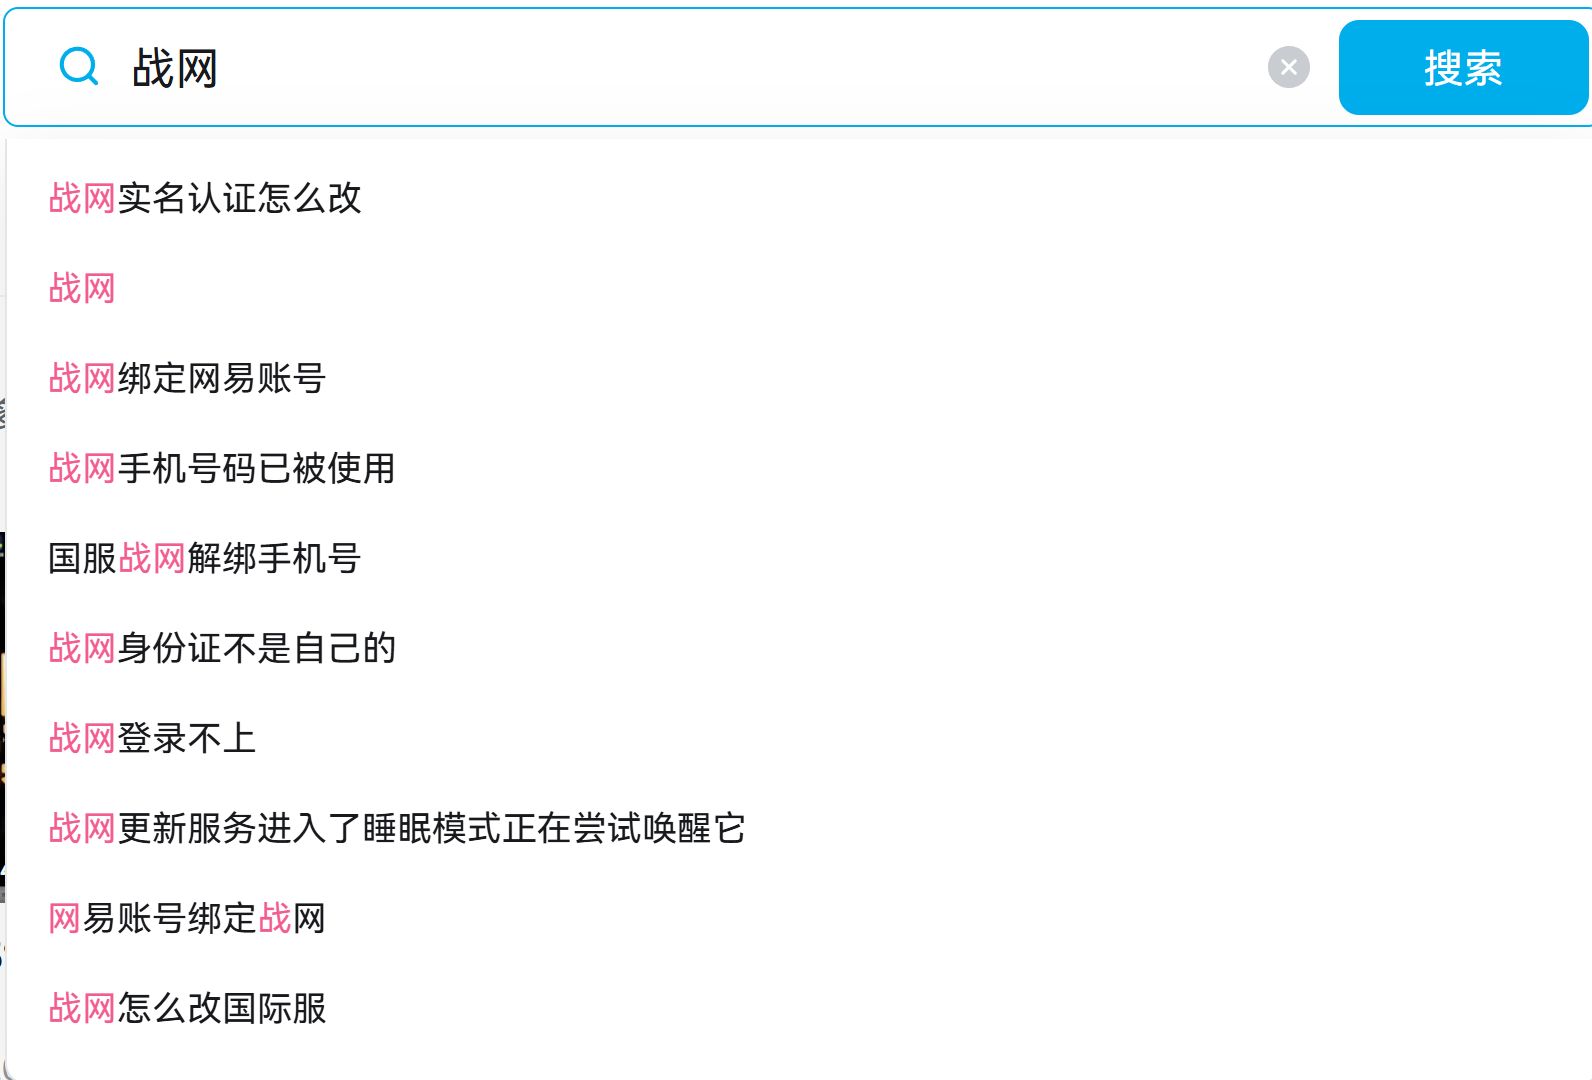 战网
搜索
战网实名认证怎么改
战网
战网绑定网易账号
战网手机号码已被使用
国服战网解绑手机号
战网身份证不是自己的
战网登录不上
战网更新服务进入了睡眠模式正在尝试唤醒它
网易账号绑定战网
战网怎么改国际服